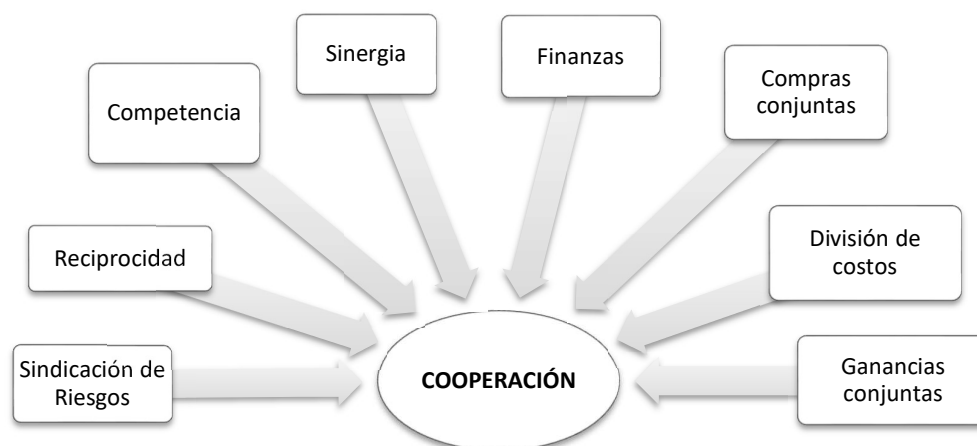 Sinergia
Finanzas
Compras
conjuntas
Competencia
División de
costos
Reciprocidad
Sindicación de
Riesgos
COOPERACIÓN
Ganancias
conjuntas